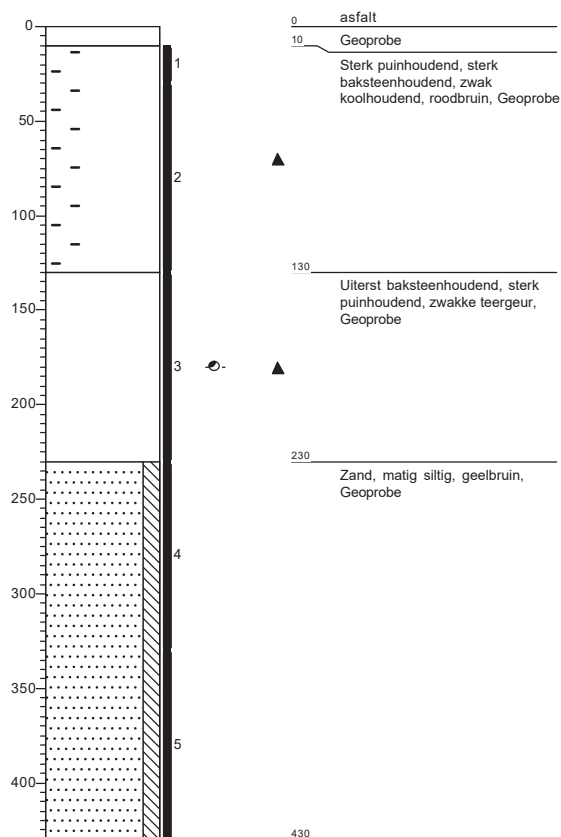 0
50
100
150
200
250
300
350
400
1
2
3
4
5
0 asfalt
10 Geoprobe
Sterk puinhoudend, sterk
baksteenhoudend, zwak
koolhoudend, roodbruin, Geoprobe
130
Uiterst baksteenhoudend, sterk
puinhoudend, zwakke teergeur,
Geoprobe
230
Zand, matig siltig, geelbruin,
Geoprobe
430